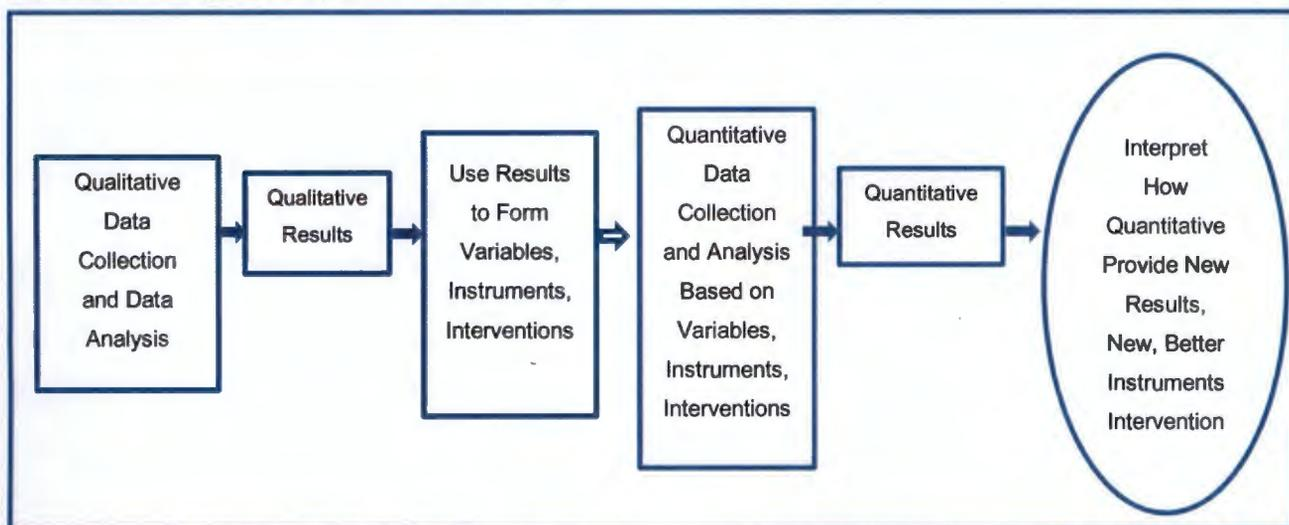 Qualitative
Data
Collection
and Data
Analysis
Qualitative
Results
Use Results
to Form
Variables,
Instruments,
Interventions
Quantitative
Data
Collection
and Analysis
Based on
Variables,
Instruments,
Interventions
Quantitative
Results
Interpret
How
Quantitative
Provide New
Results,
New, Better
Instruments
Intervention